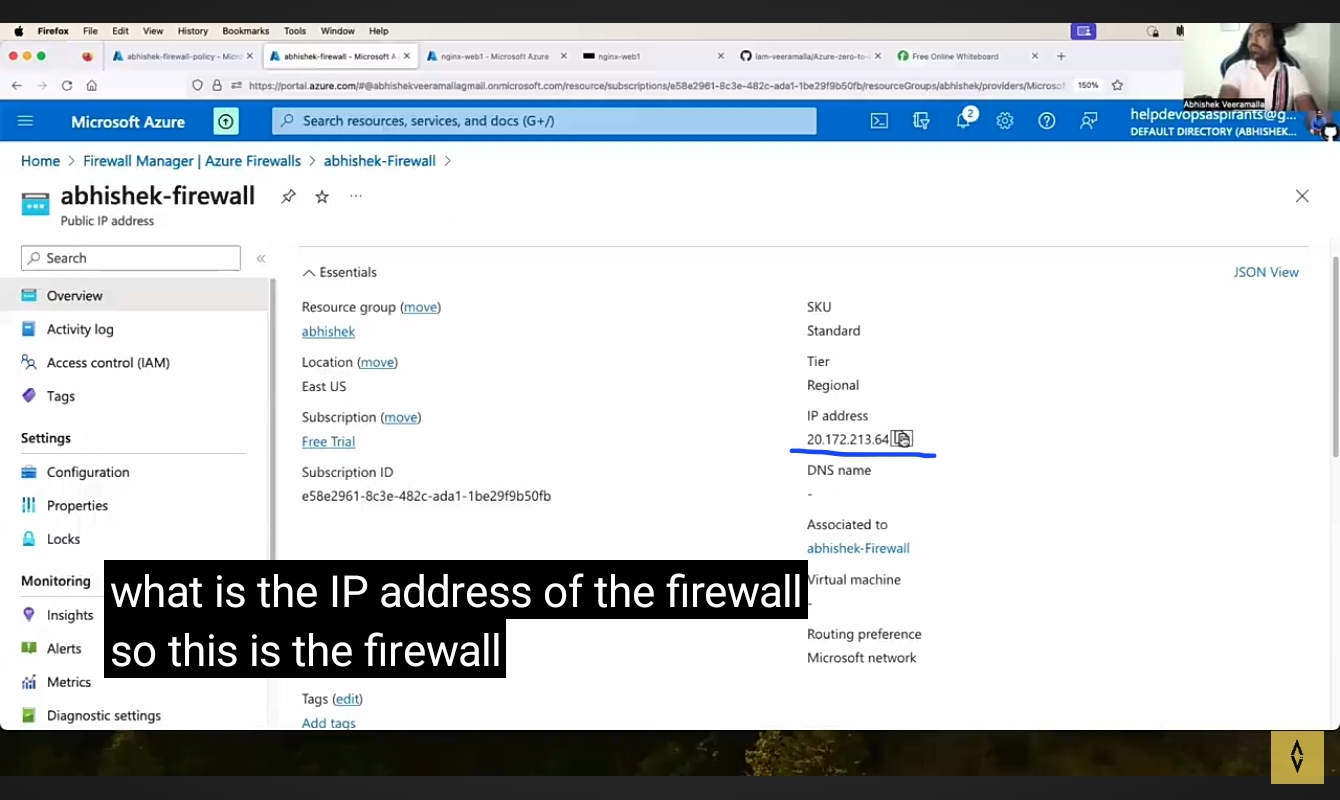 Firefox File Edit View History Bookmarks Tools Window Help
abhishek-firewall-policy - Micro
abhishek-firewall - Microsoft A
nginx-web1 - Microsoft Azure
nginx-web1
iam-veeramalla/Azure-zero-to-
Free Online Whiteboard
https://portal.azure.com/#@abhishekveeramallagmail.onmicrosoft.com/resource/subscriptions/e58e2961-8c3e-482c-ada1-1be29f9b50fb/resourceGroups/abhishek/providers/Microso
150%
Abhishek Veeramalla
Microsoft Azure
Search resources, services, and docs (G+/)
2
helpdevopsaspirants@g...
DEFAULT DIRECTORY (ABHISHEK...
Home > Firewall Manager | Azure Firewalls > abhishek-Firewall >
abhishek-firewall
Public IP address
Search
Overview
Activity log
Access control (IAM)
Tags
Settings
Configuration
Properties
Locks
Monitoring
Insights
Alerts
Metrics
Diagnostic settings
Essentials
JSON View
Resource group (move)
abhishek
Location (move)
East US
Subscription (move)
Free Trial
Subscription ID
e58e2961-8c3e-482c-ada1-1be29f9b50fb
SKU
Standard
Tier
Regional
IP address
20.172.213.64
DNS name
-
Associated to
abhishek-Firewall
Virtual machine
-
Routing preference
Microsoft network
Tags (edit)
Add tags
what is the IP address of the firewall
so this is the firewall